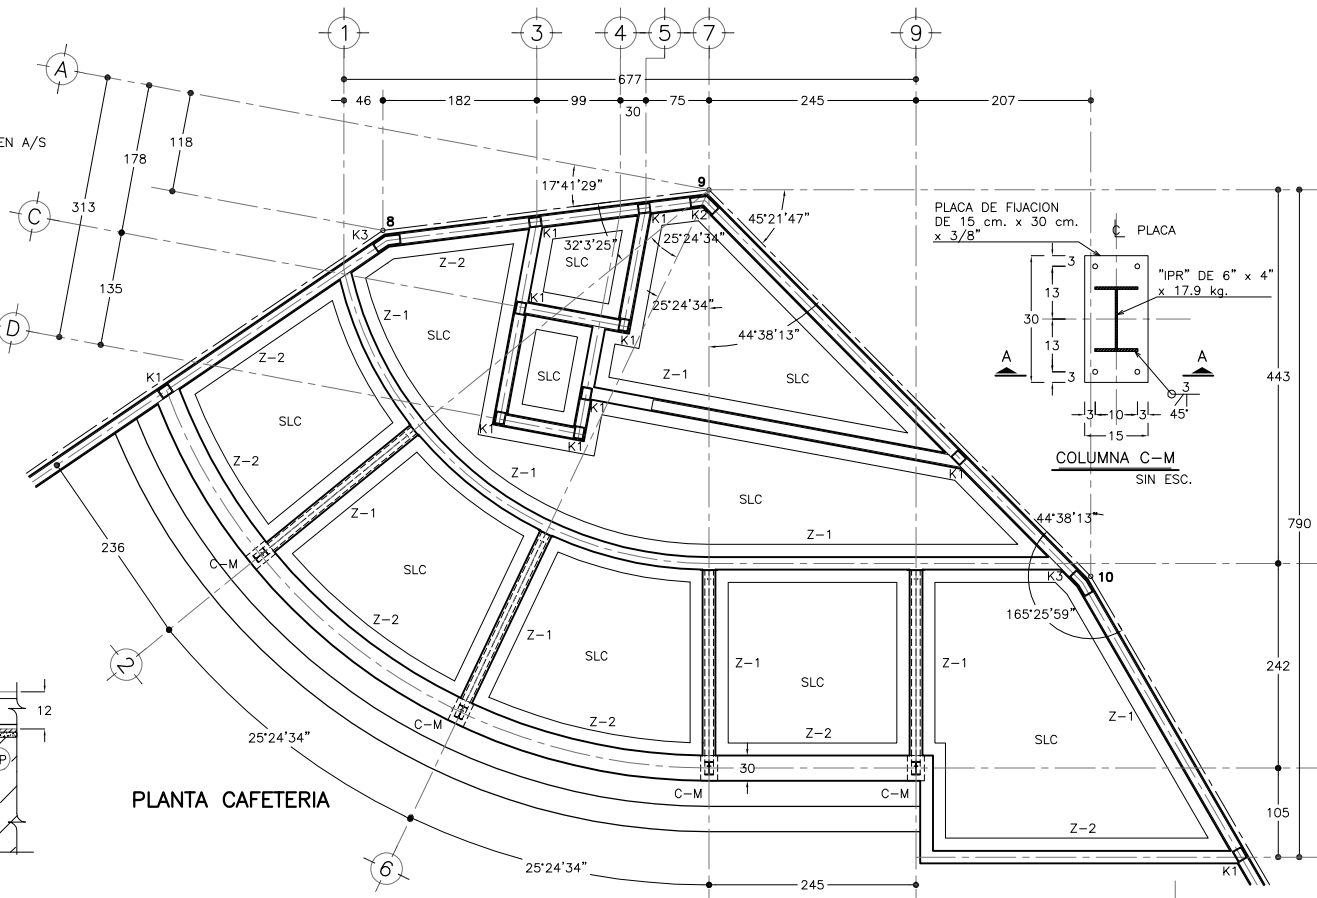 1
3
4
5
7
9
A
677
46
182
99
30
75
245
207
EN A/S
118
178
313
C
135
D
17°41'29"
8
9
K3
K1
K1
K2
45°21'47"
32°3'25"
25°24'34"
SLC
Z-2
25°24'34"
44°38'13"
Z-1
SLC
K1
K1
SLC
Z-1
SLC
K1
K1
K1
PLACA DE FIJACION
DE 15 cm. x 30 cm.
x 3/8"
℄ PLACA
"IPR" DE 6" x 4"
x 17.9 kg.
3
13
30
13
3
A
A
3
45°
3
10
3
15
COLUMNA C-M
SIN ESC.
443
790
K1
Z-2
SLC
Z-2
Z-1
SLC
K1
Z-1
44°38'13"
K3
10
165°25'59"
236
C-M
Z-1
SLC
Z-2
2
Z-1
SLC
Z-2
Z-1
SLC
Z-2
Z-1
Z-1
SLC
242
12
P
C-M
25°24'34"
30
C-M
C-M
PLANTA CAFETERIA
105
Z-2
K1
6
25°24'34"
245